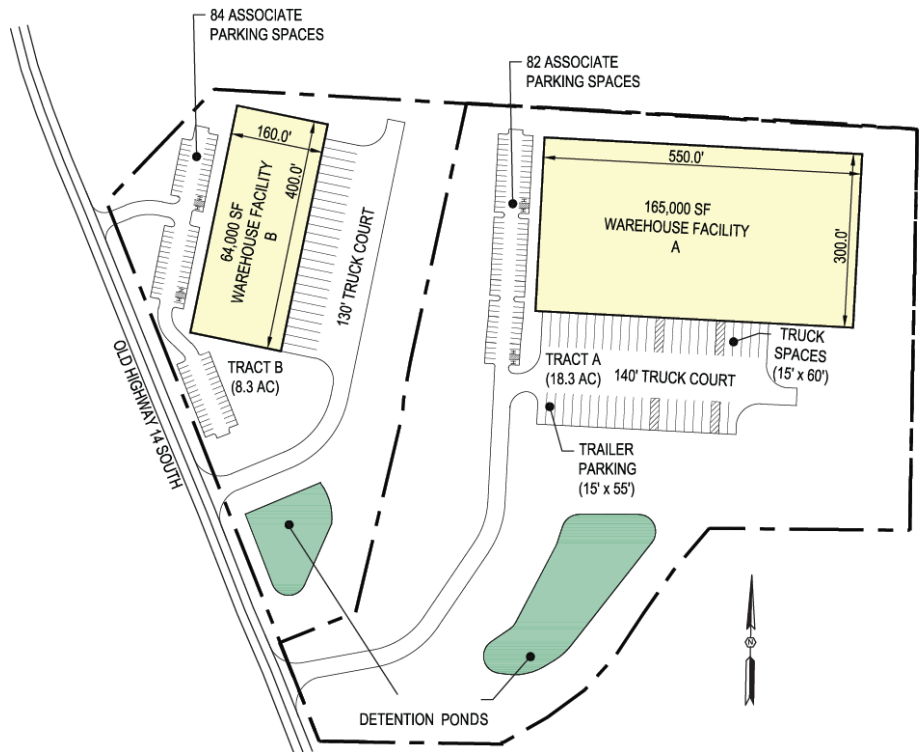 84 ASSOCIATE
PARKING SPACES
82 ASSOCIATE
PARKING SPACES
160.0'
400.0'
64,000 SF
WAREHOUSE FACILITY
B
130' TRUCK COURT
550.0'
165,000 SF
WAREHOUSE FACILITY
A
300.0'
TRACT B
(8.3 AC)
TRACT A
(18.3 AC)
140' TRUCK COURT
TRUCK
SPACES
(15' x 60')
OLD HIGHWAY 14 SOUTH
TRAILER
PARKING
(15' x 55')
N
DETENTION PONDS